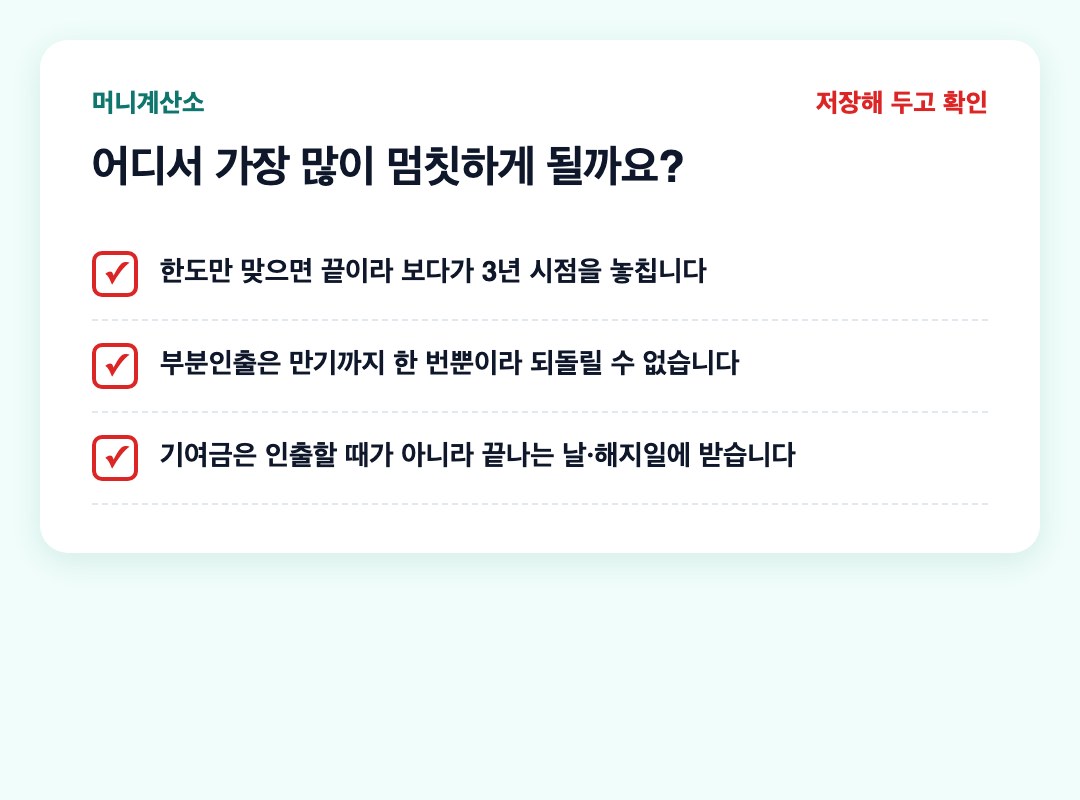 머니계산소
저장해 두고 확인
어디서 가장 많이 멈칫하게 될까요?
한도만 맞으면 끝이라 보다가 3년 시점을 놓칩니다
부분인출은 만기까지 한 번뿐이라 되돌릴 수 없습니다
기여금은 인출할 때가 아니라 끝나는 날·해지일에 받습니다